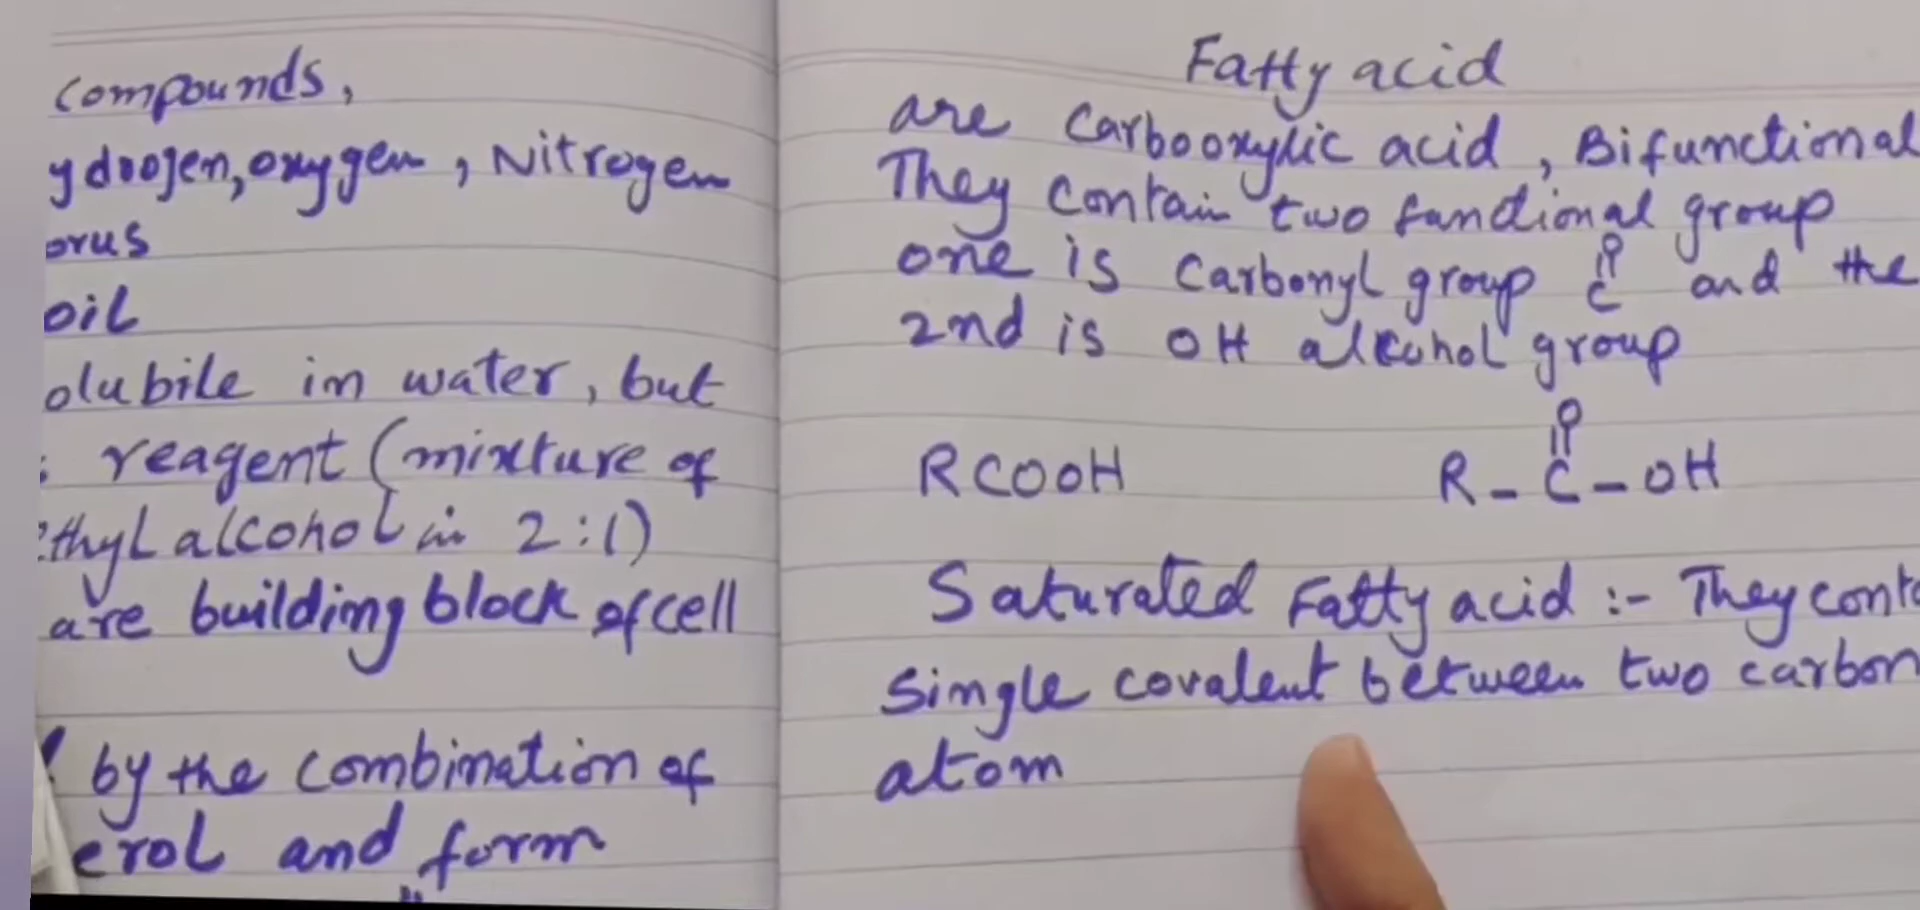 compounds,
ydrogen, oxygen, Nitrogen
orus
oil
olubile in water, but
reagent (mixture of
thyl alcohol in 2:1)
are building block of cell
by the combination of
erol and form
Fatty acid
are Carbooxylic acid, Bifunctional
They contain two functional group
one is Carbonyl group O=C and the
2nd is OH alcohol group
RCOOH
O
||
R-C-OH
Saturated Fatty acid :- They conta
Single covalent between two carbon
atom